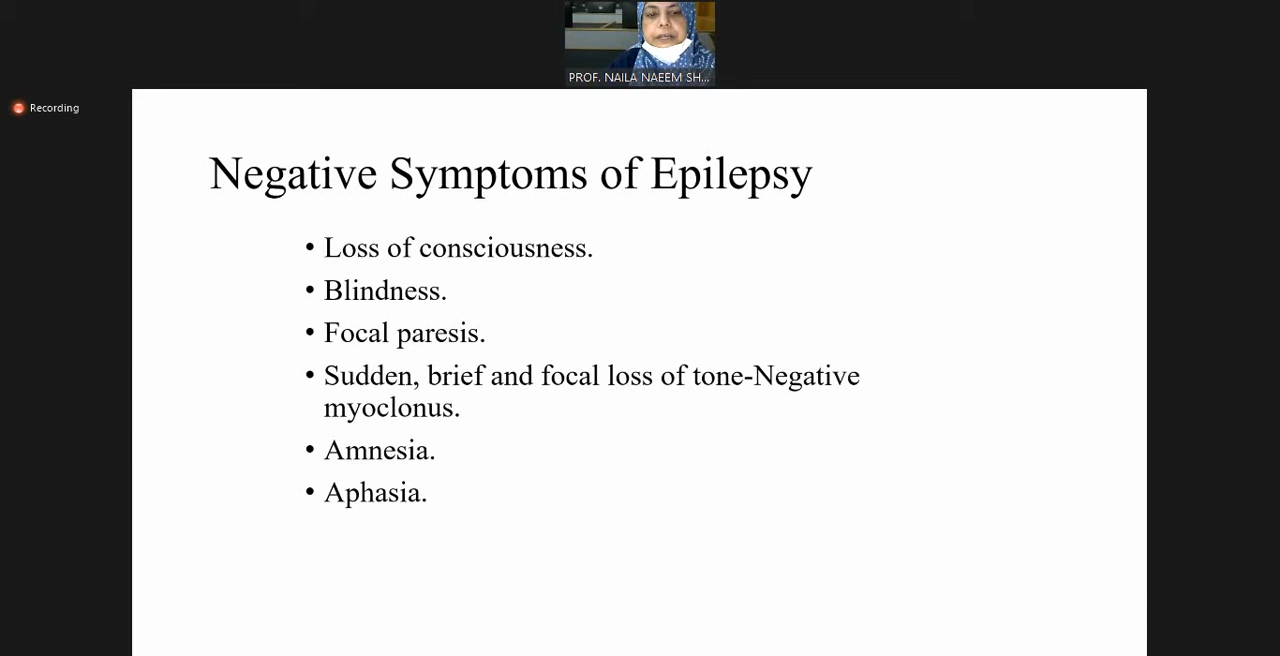 PROF. NAILA NAEEM SH...
Recording
Negative Symptoms of Epilepsy
• Loss of consciousness.
• Blindness.
• Focal paresis.
• Sudden, brief and focal loss of tone-Negative
myoclonus.
• Amnesia.
• Aphasia.